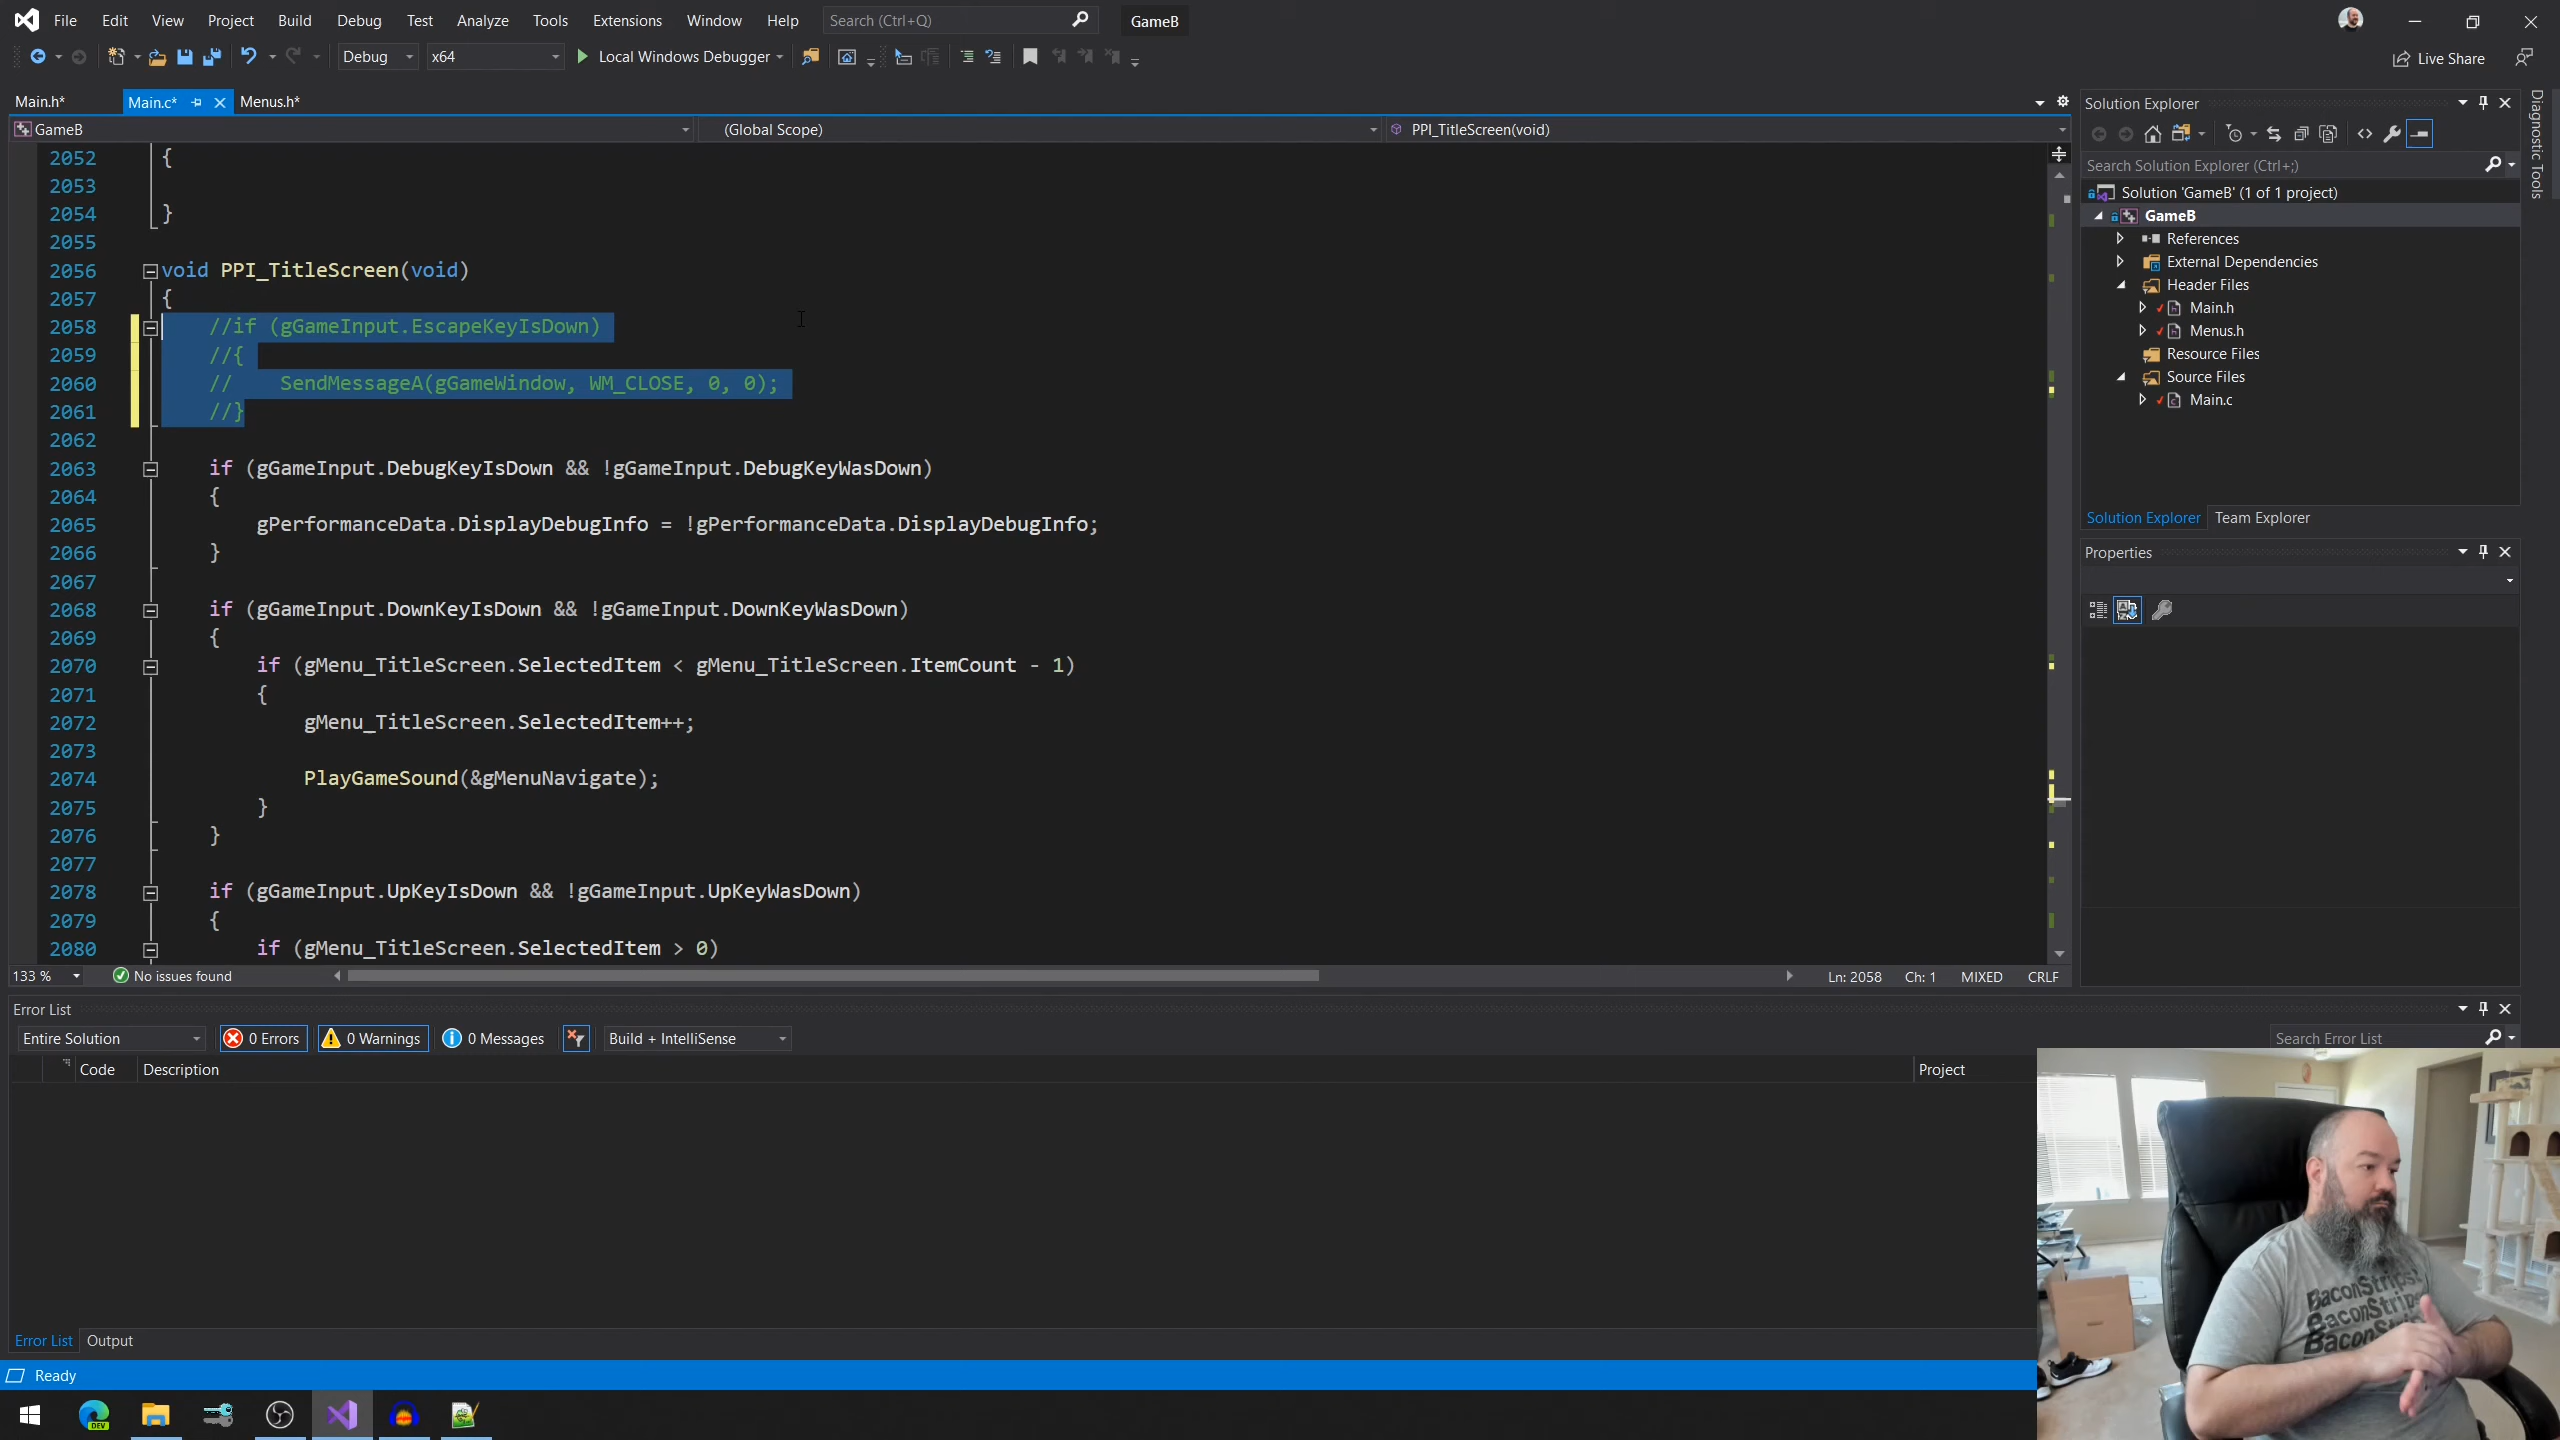 File Edit View Project Build Debug Test Analyze Tools Extensions Window Help Search (Ctrl+Q) GameB
Debug x64 Local Windows Debugger Live Share
Main.h* Main.c* Menus.h*
GameB (Global Scope) PPI_TitleScreen(void)
2052 {
2053
2054 }
2055
2056 void PPI_TitleScreen(void)
2057 {
2058 //if (gGameInput.EscapeKeyIsDown)
2059 //{
2060 // SendMessageA(gGameWindow, WM_CLOSE, 0, 0);
2061 //}
2062
2063 if (gGameInput.DebugKeyIsDown && !gGameInput.DebugKeyWasDown)
2064 {
2065 gPerformanceData.DisplayDebugInfo = !gPerformanceData.DisplayDebugInfo;
2066 }
2067
2068 if (gGameInput.DownKeyIsDown && !gGameInput.DownKeyWasDown)
2069 {
2070 if (gMenu_TitleScreen.SelectedItem < gMenu_TitleScreen.ItemCount - 1)
2071 {
2072 gMenu_TitleScreen.SelectedItem++;
2073
2074 PlayGameSound(&gMenuNavigate);
2075 }
2076 }
2077
2078 if (gGameInput.UpKeyIsDown && !gGameInput.UpKeyWasDown)
2079 {
2080 if (gMenu_TitleScreen.SelectedItem > 0)
133 % No issues found Ln: 2058 Ch: 1 MIXED CRLF
Solution Explorer
Search Solution Explorer (Ctrl+;)
Solution 'GameB' (1 of 1 project)
GameB
References
External Dependencies
Header Files
Main.h
Menus.h
Resource Files
Source Files
Main.c
Solution Explorer Team Explorer
Properties
Diagnostic Tools
Error List
Entire Solution 0 Errors 0 Warnings 0 Messages Build + IntelliSense Search Error List
Code Description Project
Error List Output
Ready
DEV
BaconStrips
BaconStrips
BaconStrips